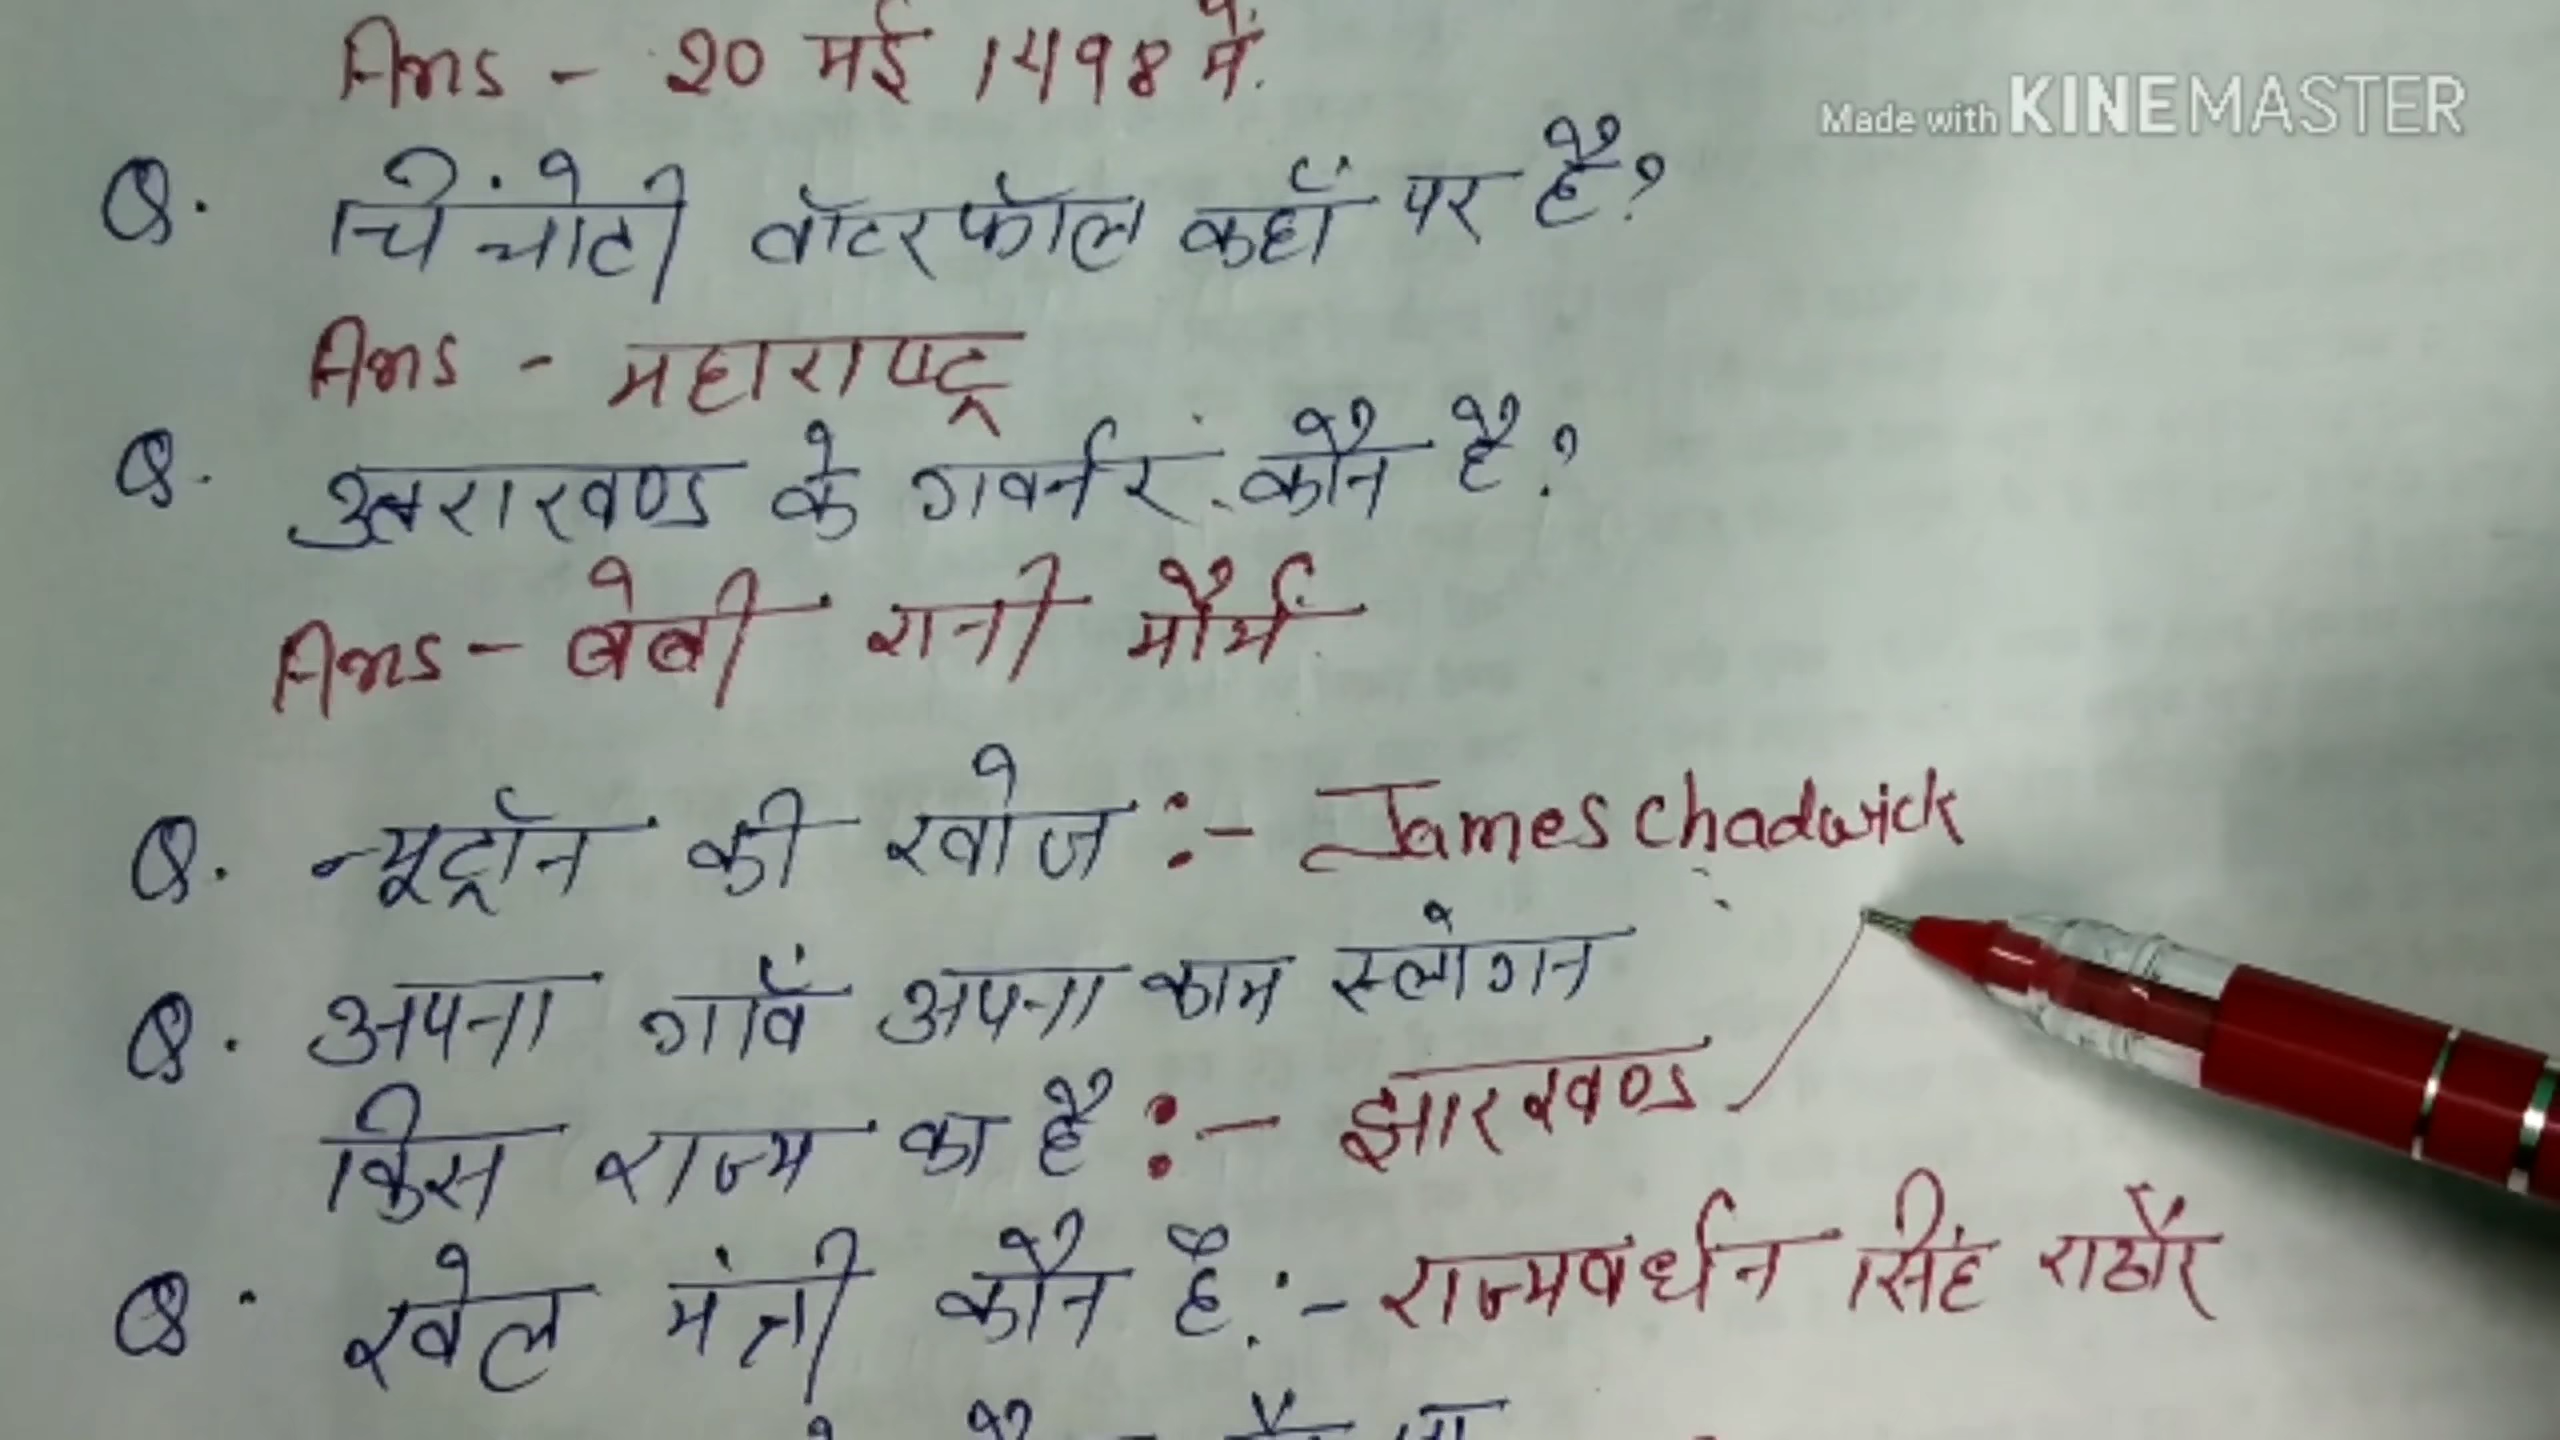 Ans - 20 मई 1498 में.
Made with KINEMASTER
Q. चिंचोटी वॉटरफॉल कहाँ पर है?
Ans - महाराष्ट्र
Q. उत्तराखण्ड के गवर्नर कौन है?
Ans - बेबी रानी मौर्य
Q. न्यूट्रॉन की खोज :- James Chadwick
Q. अपना गाँव अपना काम स्लोगन
किस राज्य का है :- झारखण्ड
Q. खेल मंत्री कौन है :- राज्यवर्धन सिंह राठौर